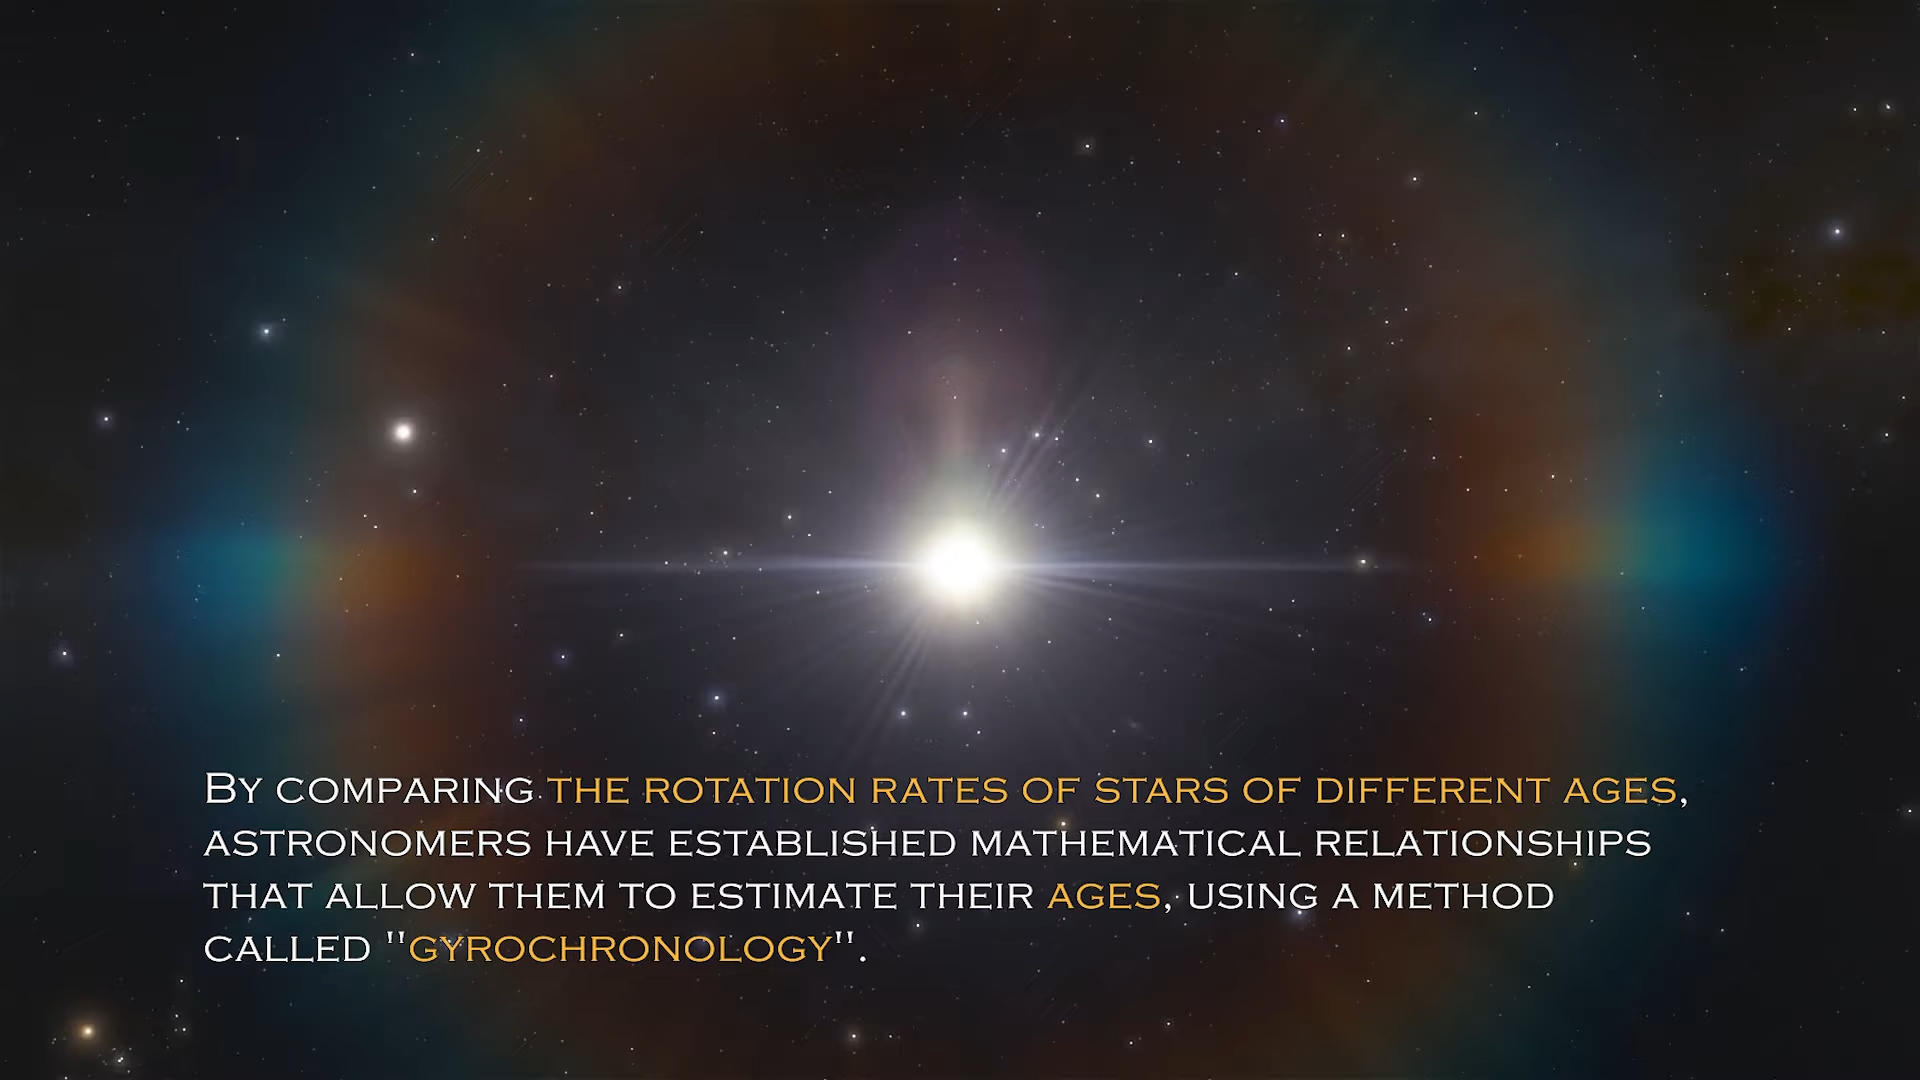 By comparing the rotation rates of stars of different ages,
astronomers have established mathematical relationships
that allow them to estimate their ages, using a method
called "gyrochronology".